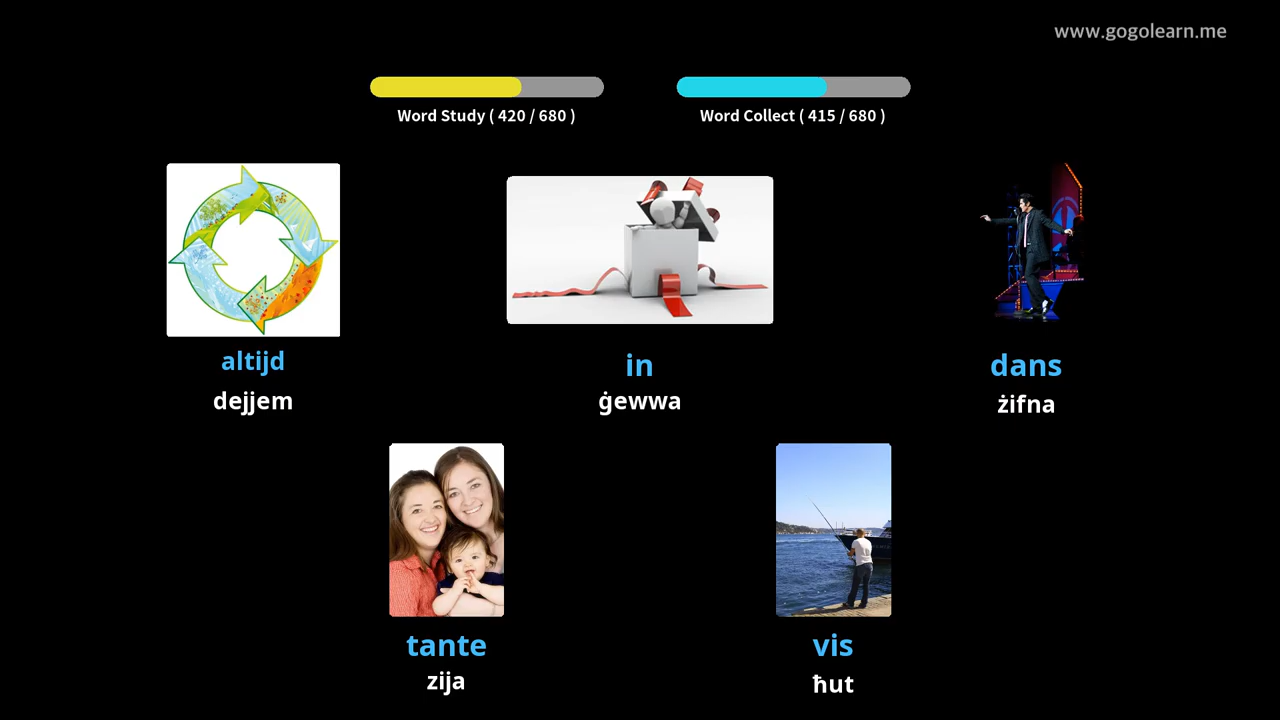 www.gogolearn.me
Word Study ( 420 / 680 )
Word Collect ( 415 / 680 )
altijd
dejjem
in
ġewwa
dans
żifna
tante
zija
vis
ħut